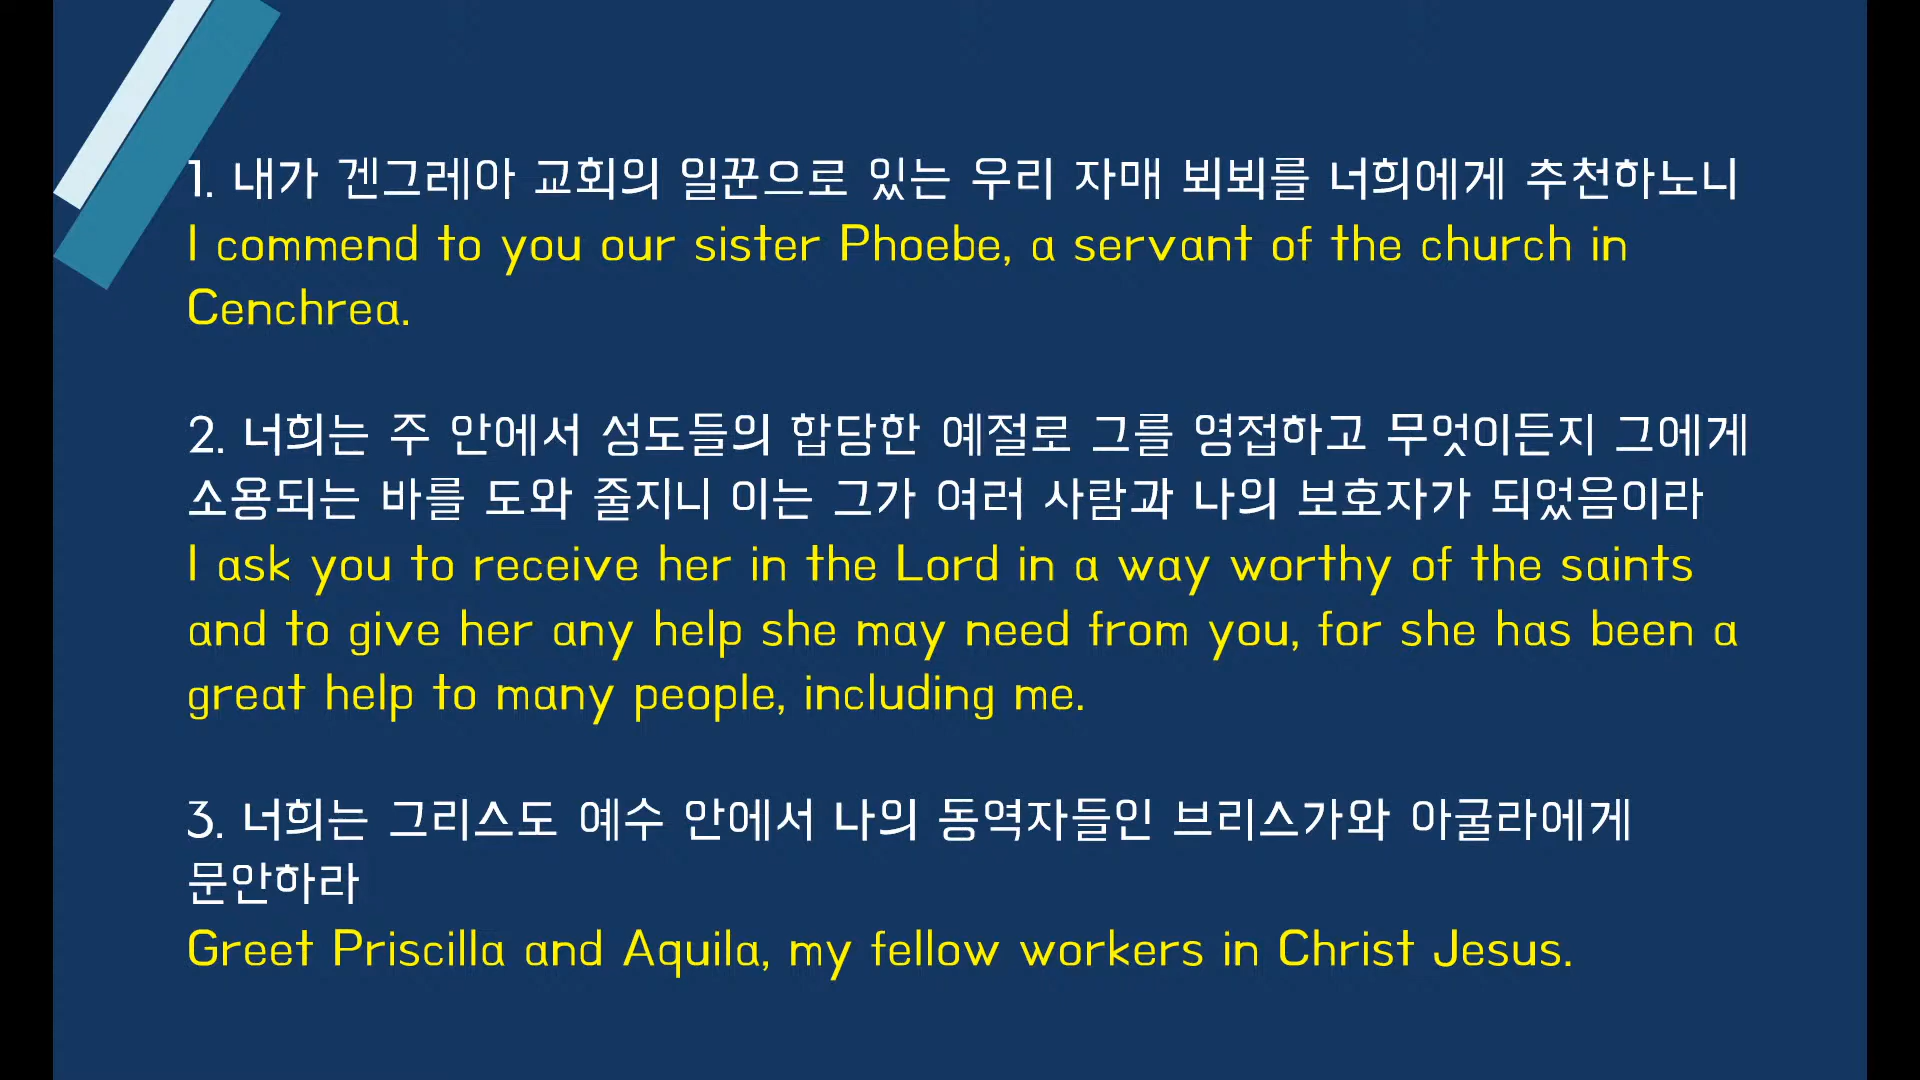 1. 내가 겐그레아 교회의 일꾼으로 있는 우리 자매 뵈뵈를 너희에게 추천하노니
I commend to you our sister Phoebe, a servant of the church in
Cenchrea.
2. 너희는 주 안에서 성도들의 합당한 예절로 그를 영접하고 무엇이든지 그에게
소용되는 바를 도와 줄지니 이는 그가 여러 사람과 나의 보호자가 되었음이라
I ask you to receive her in the Lord in a way worthy of the saints
and to give her any help she may need from you, for she has been a
great help to many people, including me.
3. 너희는 그리스도 예수 안에서 나의 동역자들인 브리스가와 아굴라에게
문안하라
Greet Priscilla and Aquila, my fellow workers in Christ Jesus.